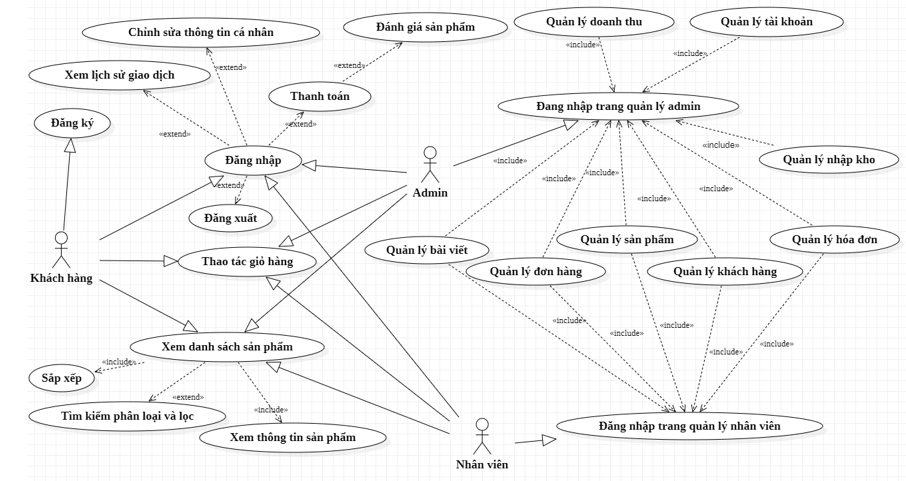 Chỉnh sửa thông tin cá nhân
Đánh giá sản phẩm
Quản lý doanh thu
Quản lý tài khoản
«include»
«include»
«extend»
«extend»
Xem lịch sử giao dịch
Thanh toán
Đang nhập trang quản lý admin
Đăng ký
«extend»
«extend»
Đăng nhập
«include»
«include»
Quản lý nhập kho
«extend»
Admin
«include»
«include»
«include»
«include»
Đăng xuất
Quản lý bài viết
Quản lý sản phẩm
Quản lý hóa đơn
Thao tác giỏ hàng
Khách hàng
Quản lý đơn hàng
Quản lý khách hàng
«include»
«include»
«include»
«include»
«include»
Xem danh sách sản phẩm
«include»
Sắp xếp
«extend»
«include»
Tìm kiếm phân loại và lọc
Xem thông tin sản phẩm
Đăng nhập trang quản lý nhân viên
Nhân viên